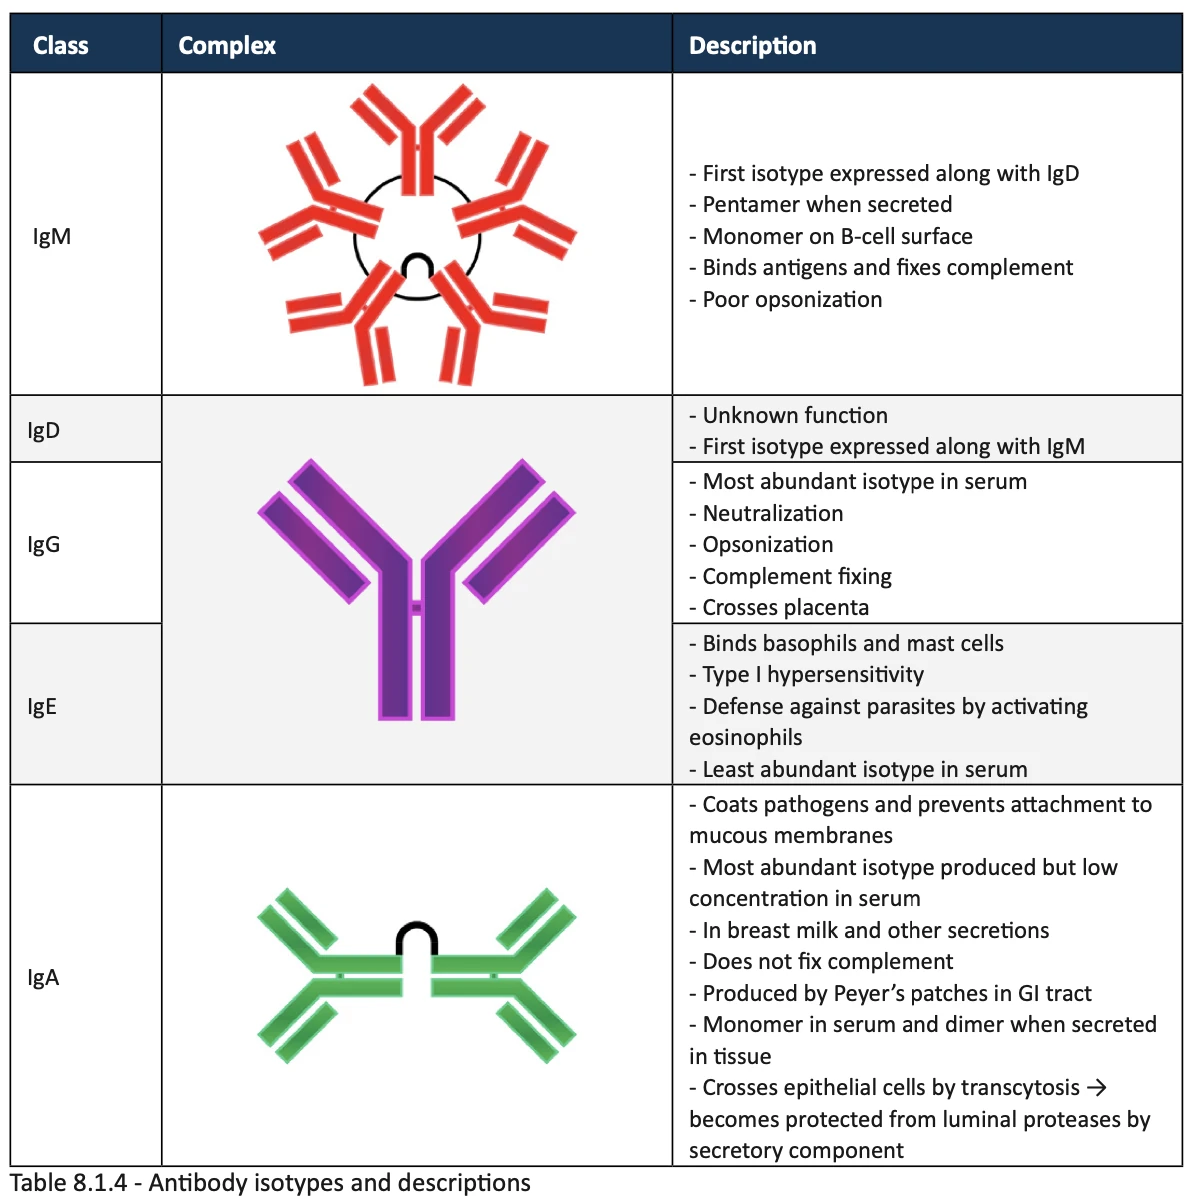 Class Complex Description
IgM
- First isotype expressed along with IgD
- Pentamer when secreted
- Monomer on B-cell surface
- Binds antigens and fixes complement
- Poor opsonization
IgD
- Unknown function
- First isotype expressed along with IgM
IgG
- Most abundant isotype in serum
- Neutralization
- Opsonization
- Complement fixing
- Crosses placenta
IgE
- Binds basophils and mast cells
- Type I hypersensitivity
- Defense against parasites by activating
eosinophils
- Least abundant isotype in serum
IgA
- Coats pathogens and prevents attachment to
mucous membranes
- Most abundant isotype produced but low
concentration in serum
- In breast milk and other secretions
- Does not fix complement
- Produced by Peyer’s patches in GI tract
- Monomer in serum and dimer when secreted
in tissue
- Crosses epithelial cells by transcytosis →
becomes protected from luminal proteases by
secretory component
Table 8.1.4 - Antibody isotypes and descriptions